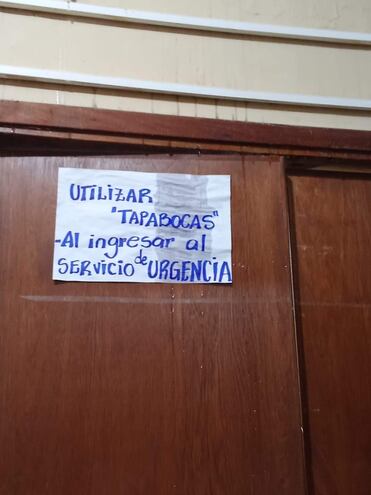 UTILIZAR
"TAPABOCAS"
-Al ingresar al
SERVICIO de URGENCIA